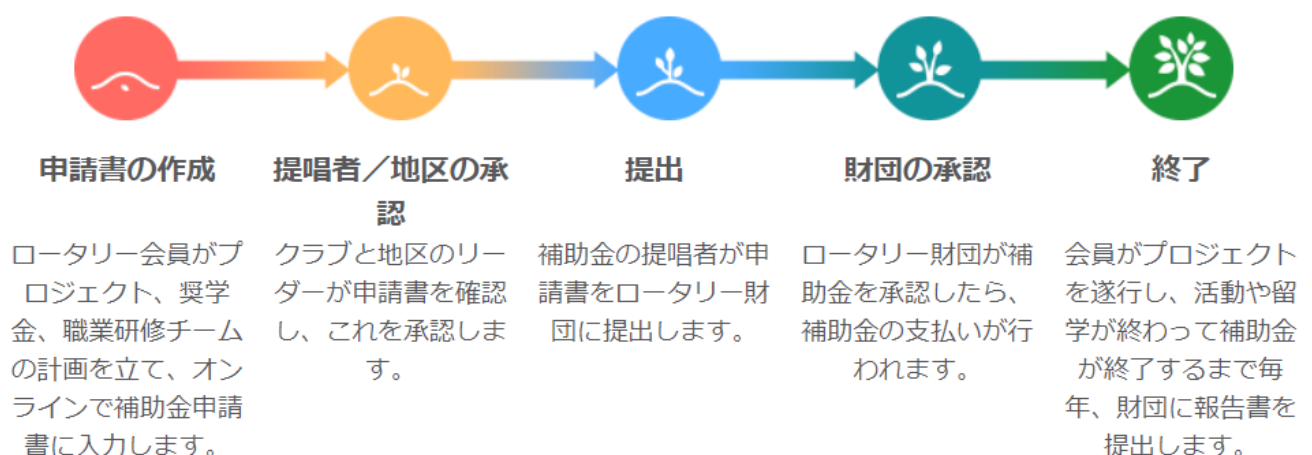 申請書の作成
ロータリー会員がプ
ロジェクト、奨学
金、職業研修チーム
の計画を立て、オン
ラインで補助金申請
書に入力します。
提唱者／地区の承
認
クラブと地区のリー
ダーが申請書を確認
し、これを承認しま
す。
提出
補助金の提唱者が申
請書をロータリー財
団に提出します。
財団の承認
ロータリー財団が補
助金を承認したら、
補助金の支払いが行
われます。
終了
会員がプロジェクト
を遂行し、活動や留
学が終わって補助金
が終了するまで毎
年、財団に報告書を
提出します。